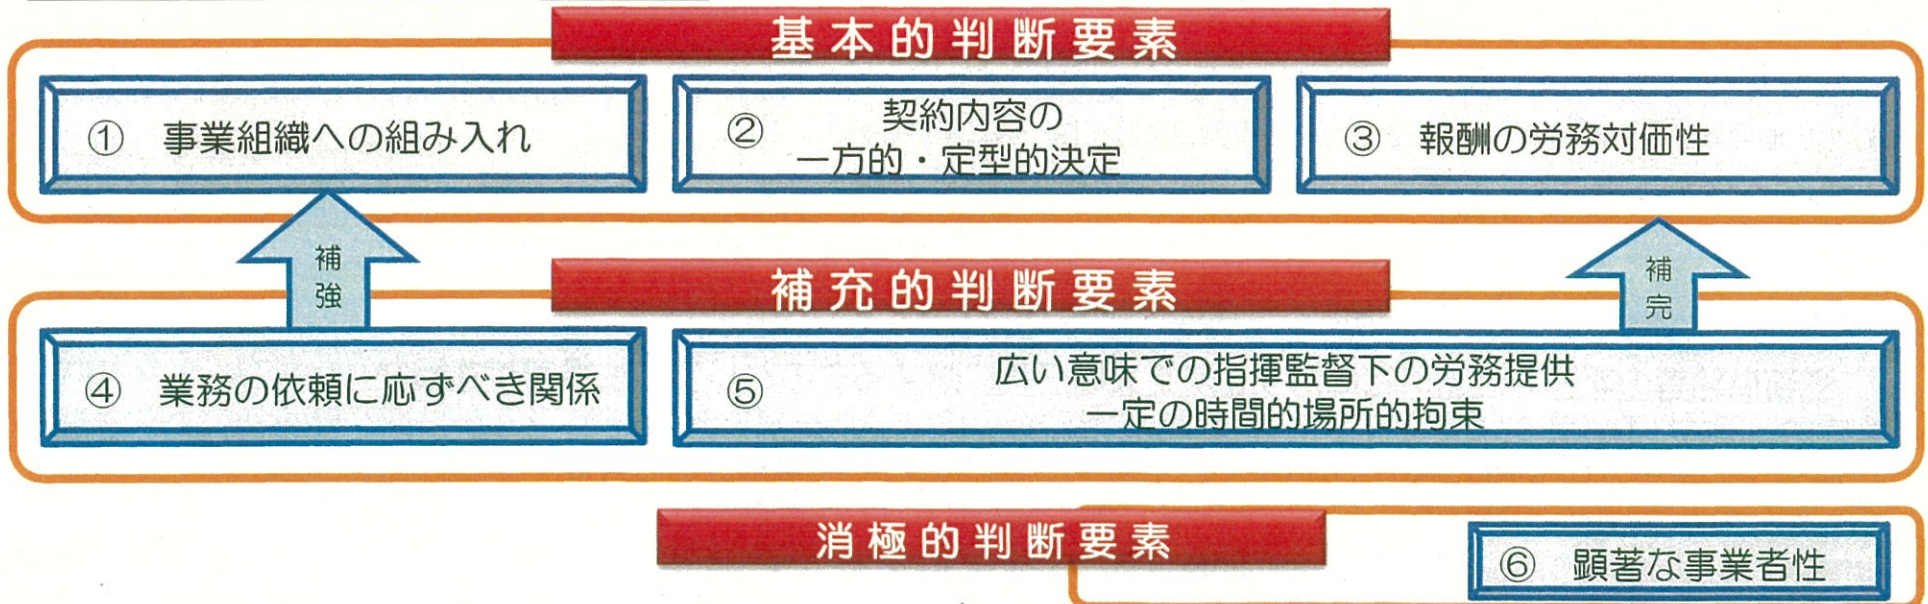 基本的判断要素
① 事業組織への組み入れ
② 契約内容の
一方的・定型的決定
③ 報酬の労務対価性
補強
補完
補充的判断要素
④ 業務の依頼に応ずべき関係
⑤ 広い意味での指揮監督下の労務提供
一定の時間的場所的拘束
消極的判断要素
⑥ 顕著な事業者性